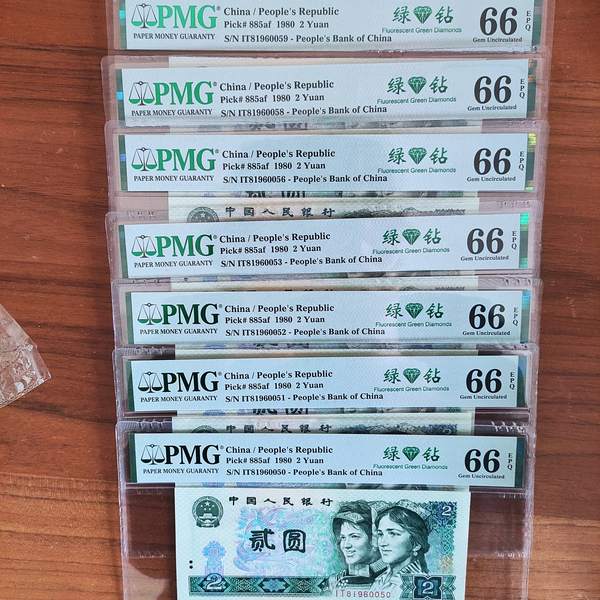 PMG
PAPER MONEY GUARANTY
China / People's Republic
Pick# 885af 1980 2 Yuan
S/N IT81960059 - People's Bank of China
绿 钻
Fluorescent Green Diamonds
66 EPQ
Gem Uncirculated
PMG
PAPER MONEY GUARANTY
China / People's Republic
Pick# 885af 1980 2 Yuan
S/N IT81960058 - People's Bank of China
绿 钻
Fluorescent Green Diamonds
66 EPQ
Gem Uncirculated
PMG
PAPER MONEY GUARANTY
China / People's Republic
Pick# 885af 1980 2 Yuan
S/N IT81960056 - People's Bank of China
绿 钻
Fluorescent Green Diamonds
66 EPQ
Gem Uncirculated
中国人民银行
PMG
PAPER MONEY GUARANTY
China / People's Republic
Pick# 885af 1980 2 Yuan
S/N IT81960053 - People's Bank of China
绿 钻
Fluorescent Green Diamonds
66 EPQ
Gem Uncirculated
PMG
PAPER MONEY GUARANTY
China / People's Republic
Pick# 885af 1980 2 Yuan
S/N IT81960052 - People's Bank of China
绿 钻
Fluorescent Green Diamonds
66 EPQ
Gem Uncirculated
PMG
PAPER MONEY GUARANTY
China / People's Republic
Pick# 885af 1980 2 Yuan
S/N IT81960051 - People's Bank of China
绿 钻
Fluorescent Green Diamonds
66 EPQ
Gem Uncirculated
PMG
PAPER MONEY GUARANTY
China / People's Republic
Pick# 885af 1980 2 Yuan
S/N IT81960050 - People's Bank of China
绿 钻
Fluorescent Green Diamonds
66 EPQ
Gem Uncirculated
中国人民银行
2
贰圆
IT81960050
2
2